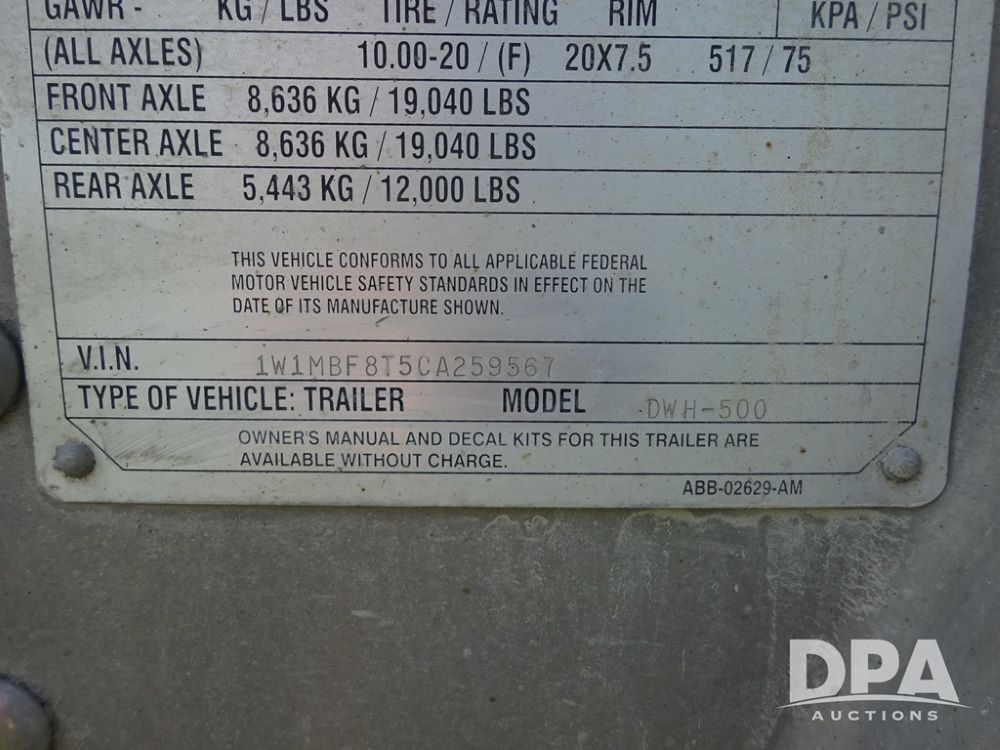 GAWR - KG / LBS TIRE / RATING RIM KPA / PSI
(ALL AXLES) 10.00-20 / (F) 20X7.5 517 / 75
FRONT AXLE 8,636 KG / 19,040 LBS
CENTER AXLE 8,636 KG / 19,040 LBS
REAR AXLE 5,443 KG / 12,000 LBS
THIS VEHICLE CONFORMS TO ALL APPLICABLE FEDERAL
MOTOR VEHICLE SAFETY STANDARDS IN EFFECT ON THE
DATE OF ITS MANUFACTURE SHOWN.
V.I.N. 1W1MBF8T5CA259567
TYPE OF VEHICLE: TRAILER MODEL DWH-500
OWNER'S MANUAL AND DECAL KITS FOR THIS TRAILER ARE
AVAILABLE WITHOUT CHARGE.
ABB-02629-AM
DPA
AUCTIONS